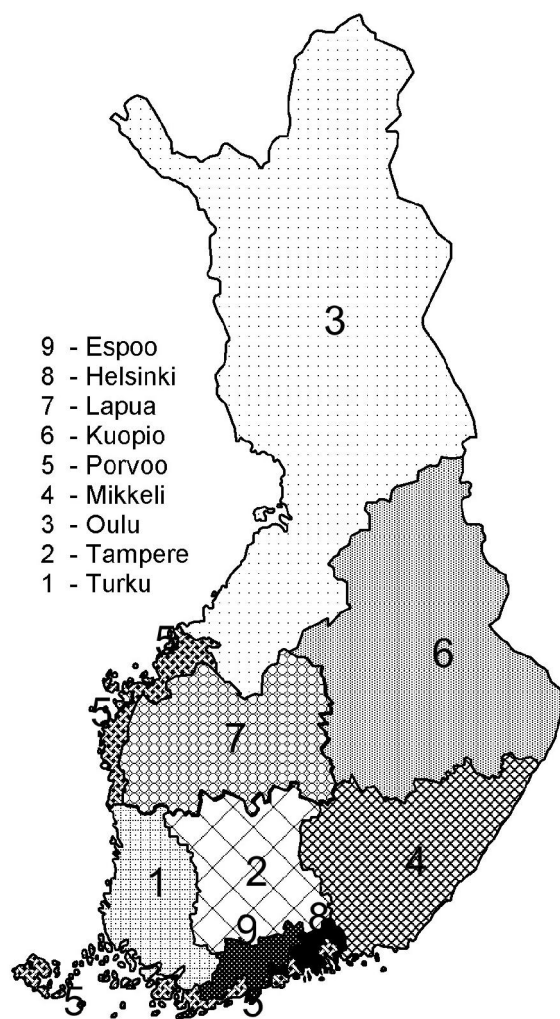 3
9 - Espoo
8 - Helsinki
7 - Lapua
6 - Kuopio
5 - Porvoo
4 - Mikkeli
3 - Oulu
2 - Tampere
1 - Turku
5
6
5
7
4
2
1
8
9
5
5